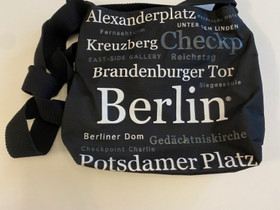 Alexanderplatz
Fernsehturm
UNTER DEN LINDEN
Kreuzberg Checkp
EAST-SIDE GALLERY Reichstag
Brandenburger Tor
Siegessäule
Berlin®
Berliner Dom Gedächtniskirche
Checkpoint Charlie
Potsdamer Platz